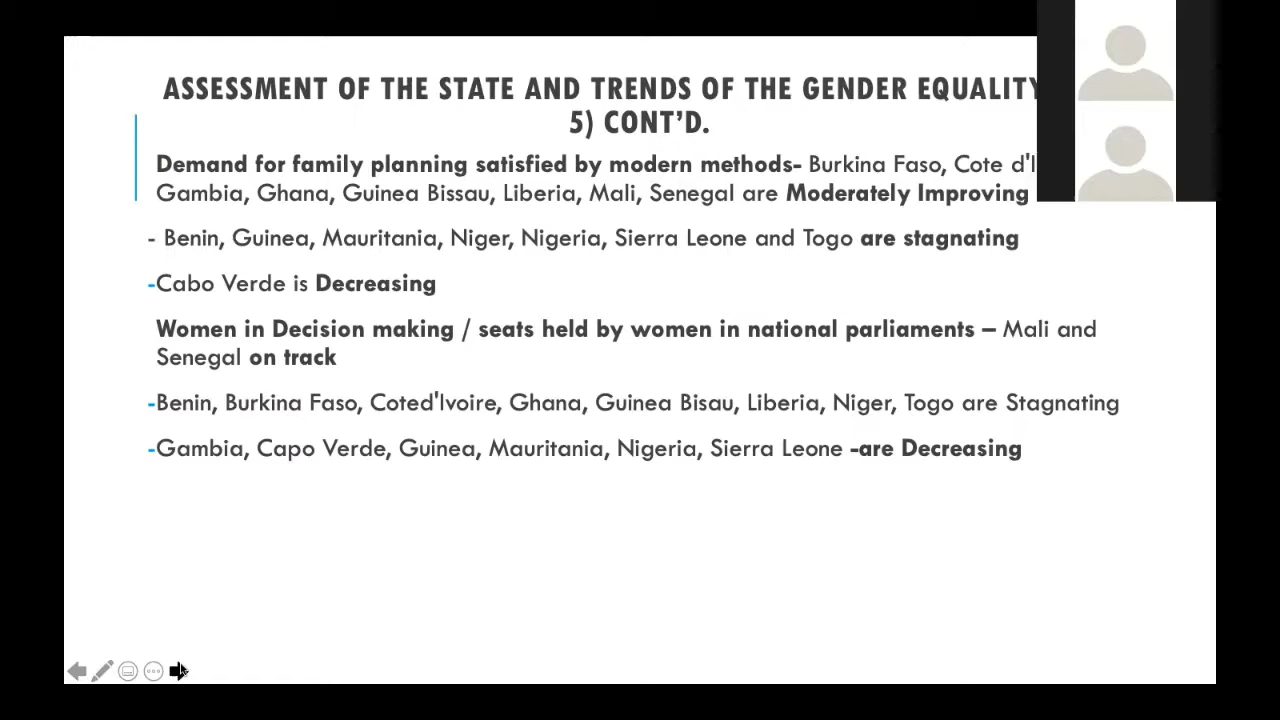 ASSESSMENT OF THE STATE AND TRENDS OF THE GENDER EQUALITY
5) CONT’D.
Demand for family planning satisfied by modern methods- Burkina Faso, Cote
Gambia, Ghana, Guinea Bissau, Liberia, Mali, Senegal are Moderately Improving
- Benin, Guinea, Mauritania, Niger, Nigeria, Sierra Leone and Togo are stagnating
-Cabo Verde is Decreasing
Women in Decision making / seats held by women in national parliaments – Mali and
Senegal on track
-Benin, Burkina Faso, Coted'Ivoire, Ghana, Guinea Bisau, Liberia, Niger, Togo are Stagnating
-Gambia, Capo Verde, Guinea, Mauritania, Nigeria, Sierra Leone -are Decreasing